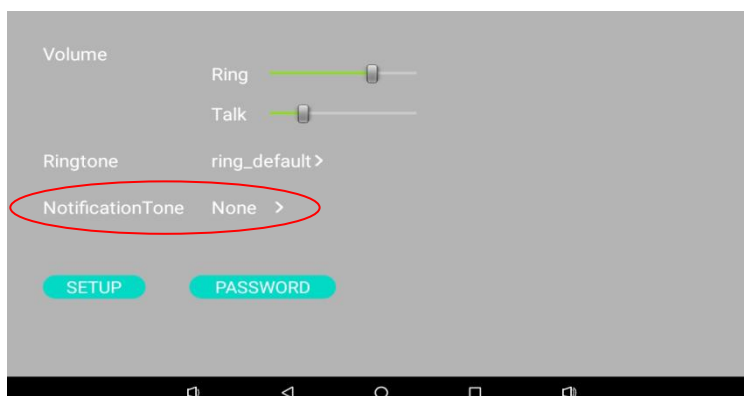 Volume
Ring
Talk
Ringtone ring_default>
NotificationTone None >
SETUP PASSWORD